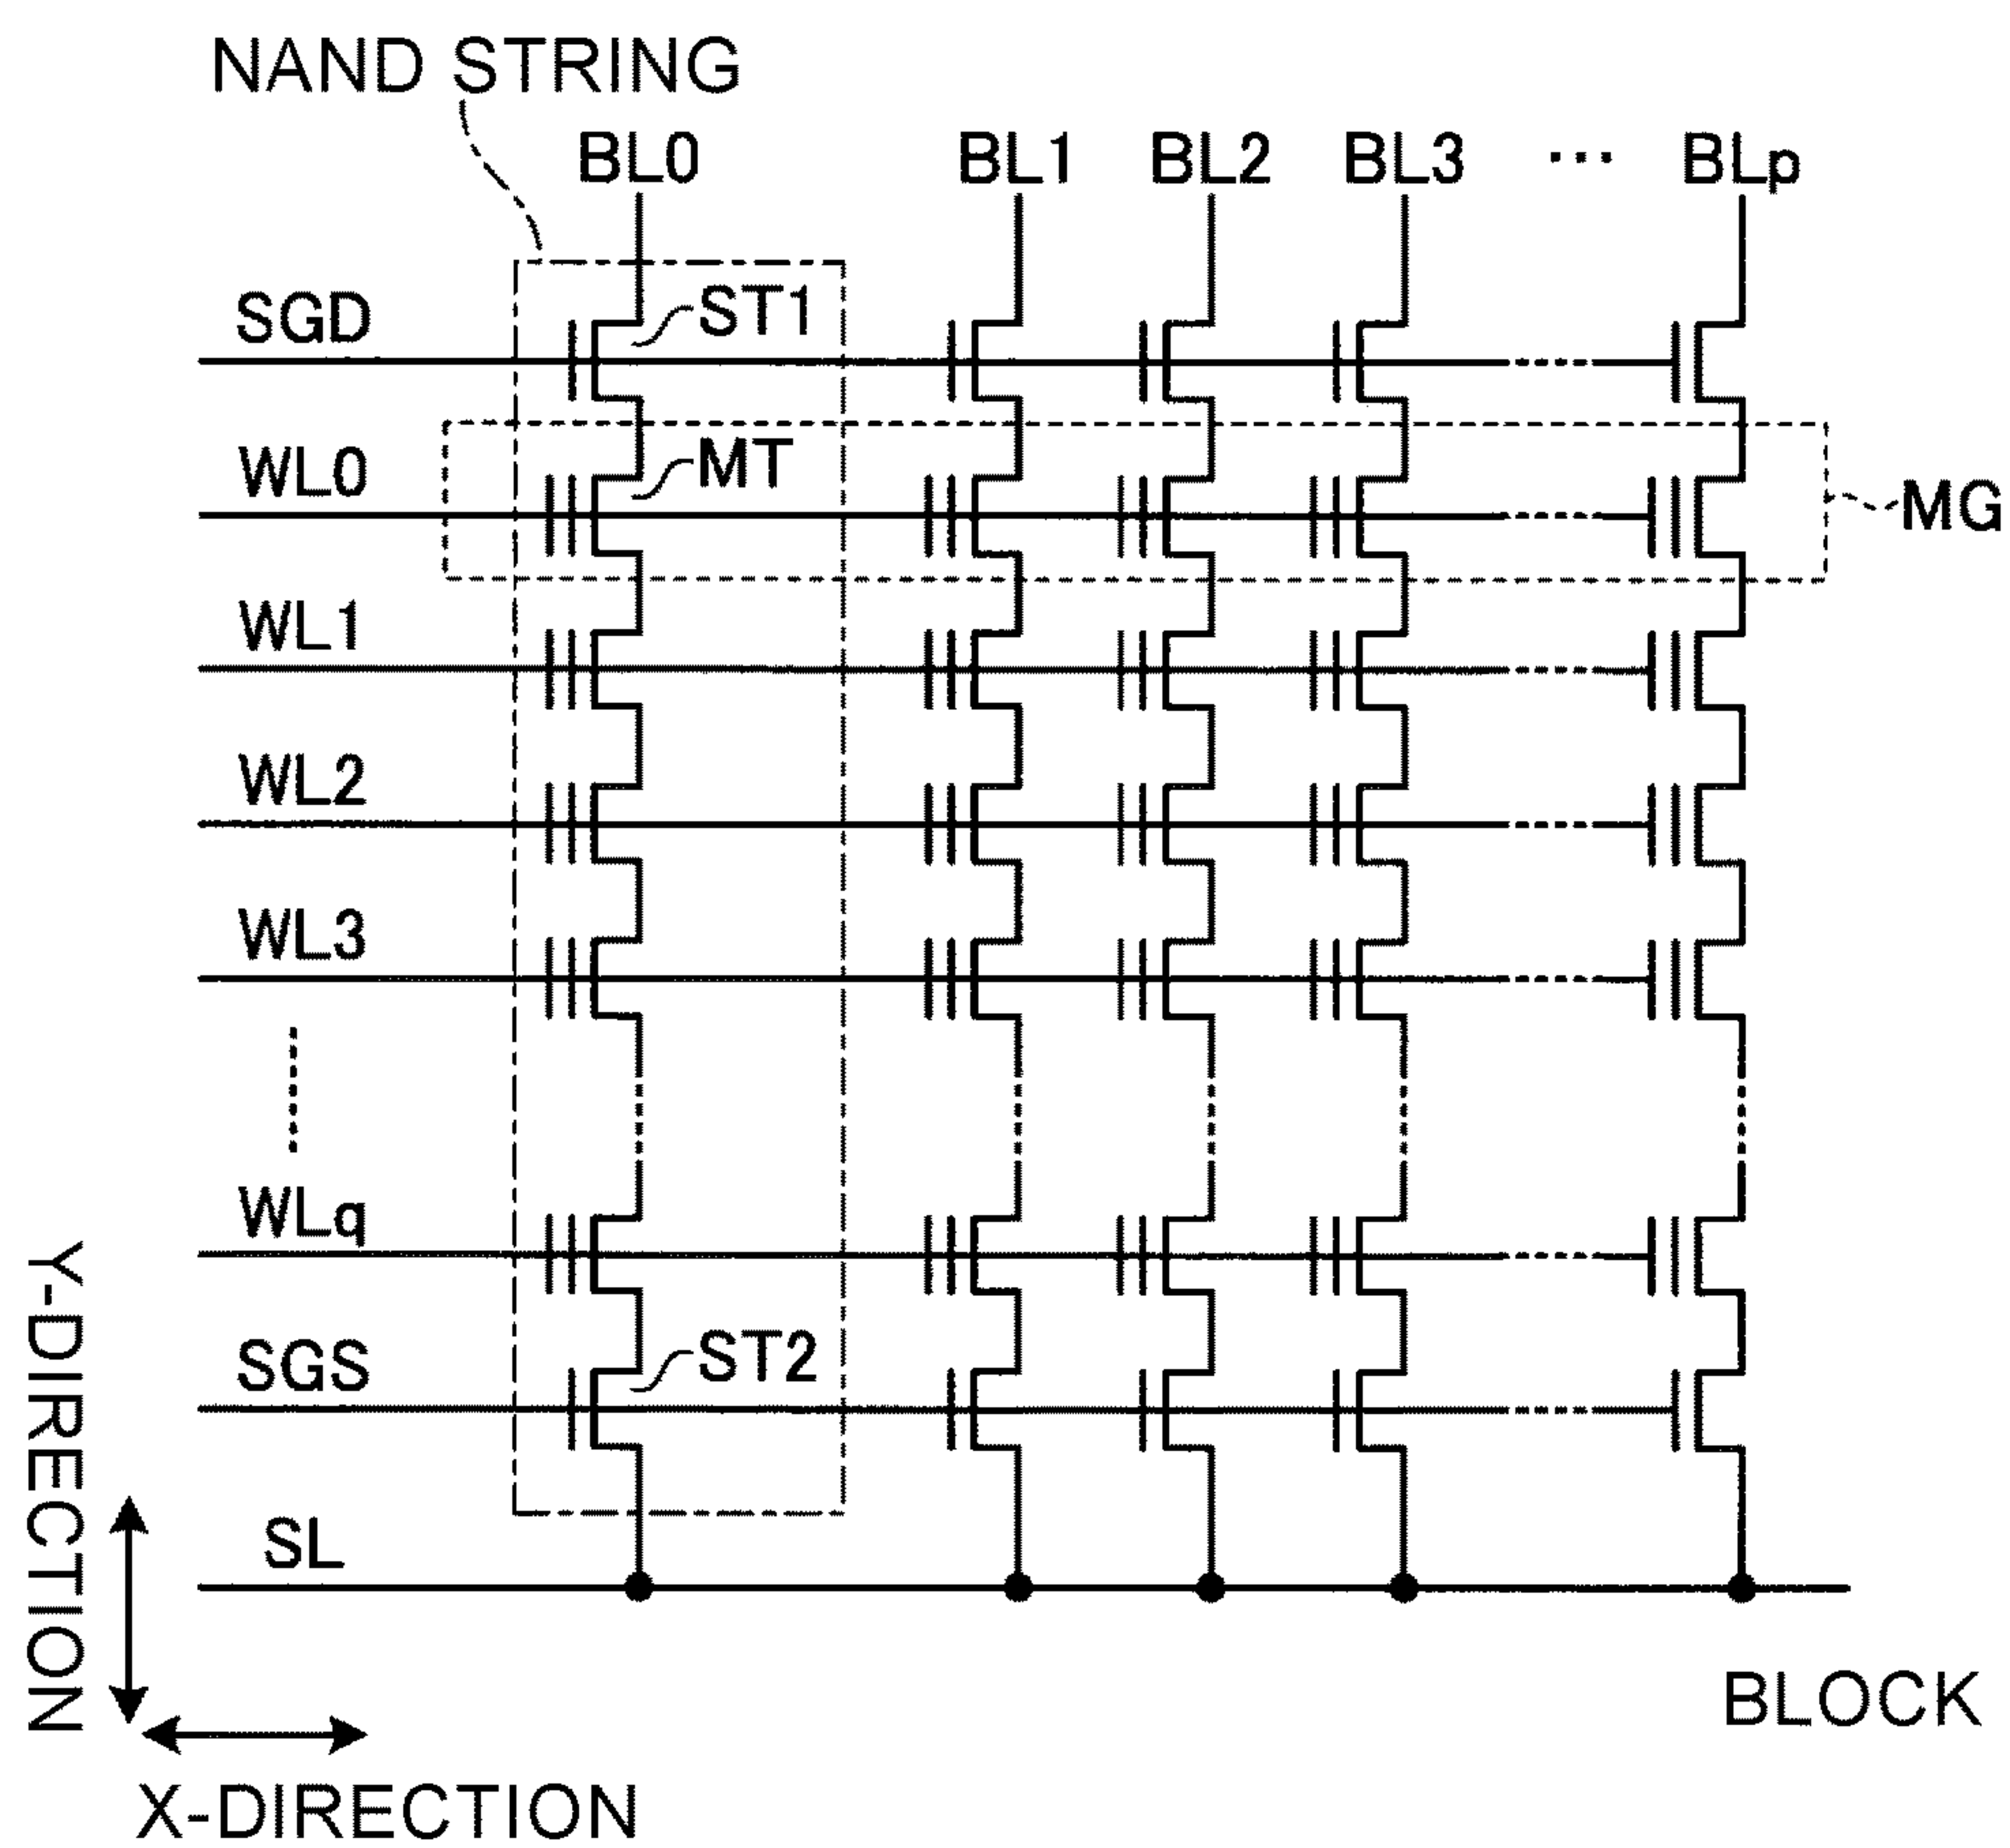 NAND STRING
BL0 BL1 BL2 BL3 ... BLp
SGD ST1
WL0 MT MG
WL1
WL2
WL3
WLq
SGS ST2
SL
Y-DIRECTION
X-DIRECTION
BLOCK